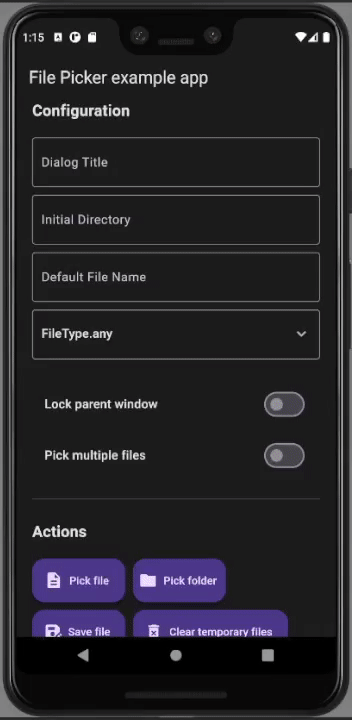 1:15
File Picker example app
Configuration
Dialog Title
Initial Directory
Default File Name
FileType.any
Lock parent window
Pick multiple files
Actions
Pick file
Pick folder
Save file
Clear temporary files